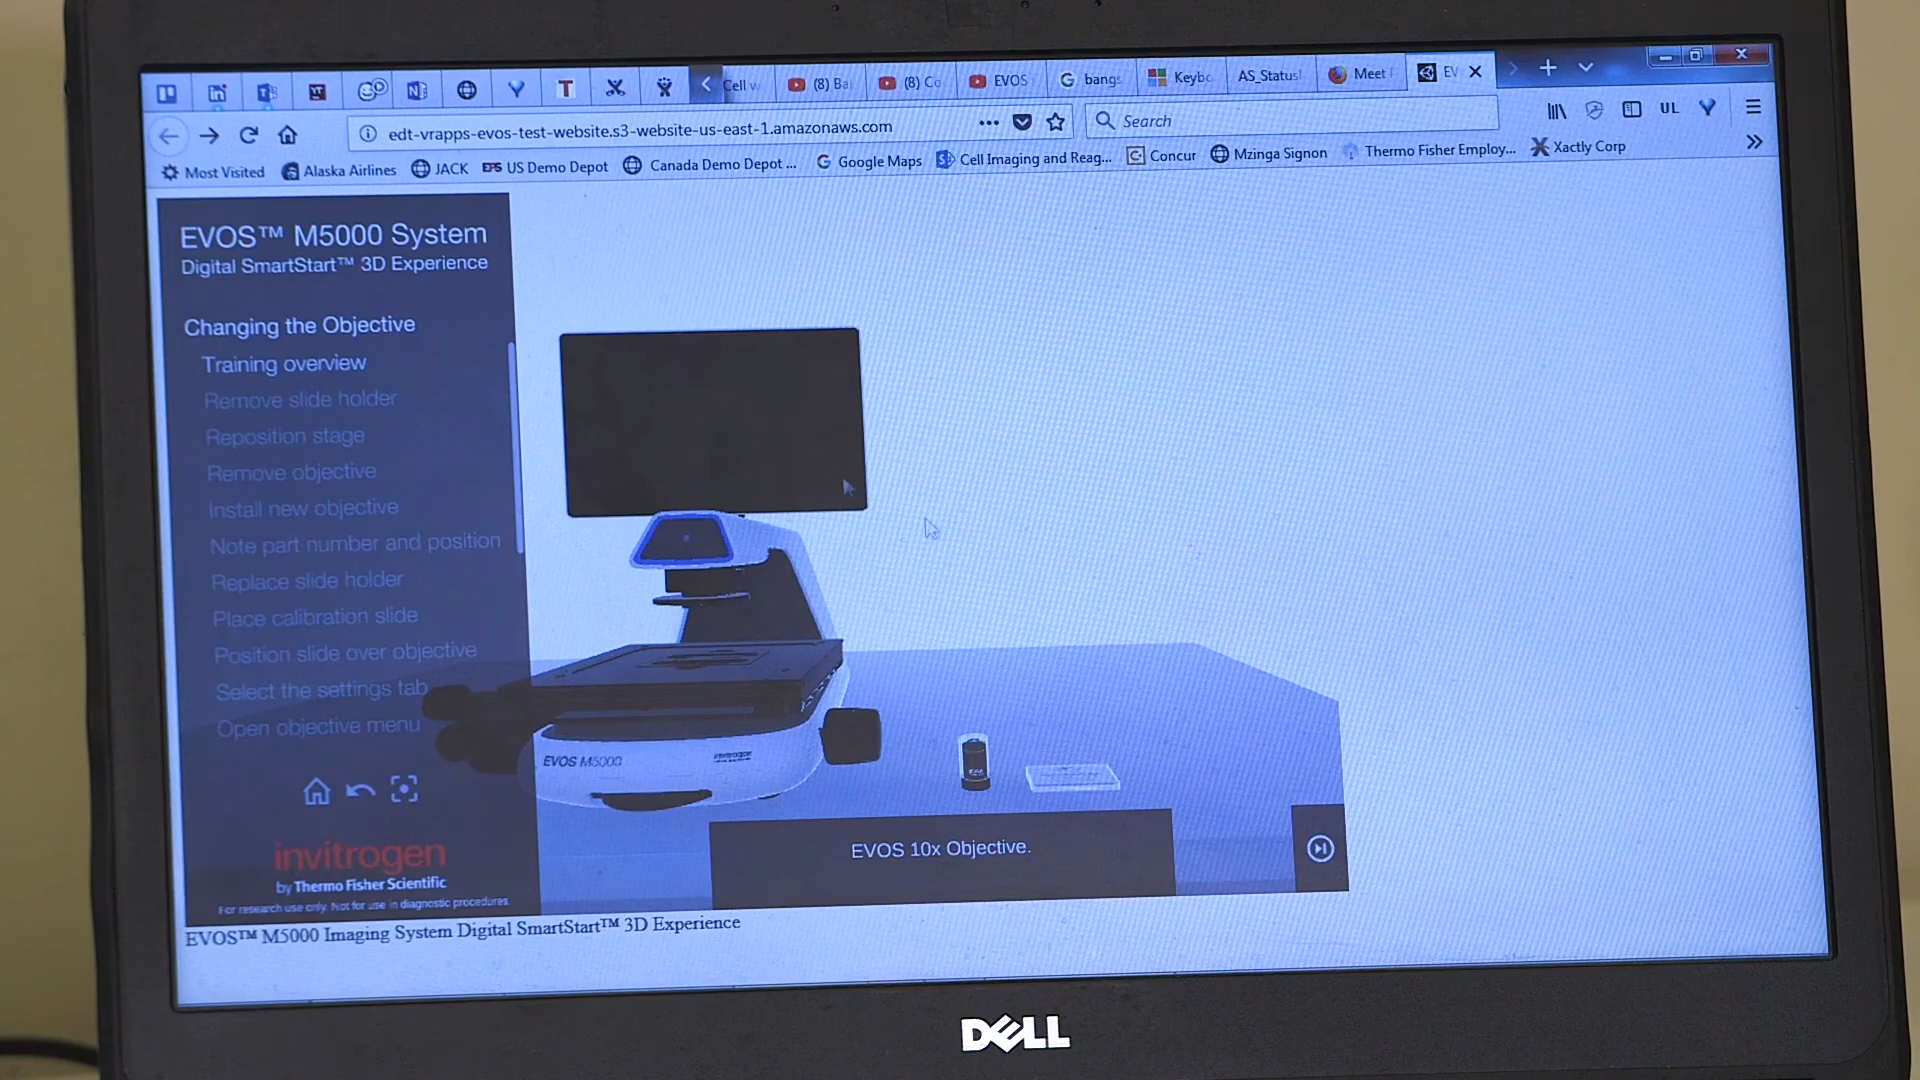 Cell
(8) Ba
(8) Co
EVOS
bangs
Keybo
AS_Status
Meet
EV
edt-vrapps-evos-test-website.s3-website-us-east-1.amazonaws.com
Search
UL
Most Visited
Alaska Airlines
JACK
EPS US Demo Depot
Canada Demo Depot ...
Google Maps
Cell Imaging and Reag...
Concur
Mzinga Signon
Thermo Fisher Employ...
Xactly Corp
EVOS™ M5000 System
Digital SmartStart™ 3D Experience
Changing the Objective
Training overview
Remove slide holder
Reposition stage
Remove objective
Install new objective
Note part number and position
Replace slide holder
Place calibration slide
Position slide over objective
Select the settings tab
Open objective menu
EVOS M5000
invitrogen
by Thermo Fisher Scientific
For research use only. Not for use in diagnostic procedures.
EVOS 10x Objective.
EVOS™ M5000 Imaging System Digital SmartStart™ 3D Experience
DELL